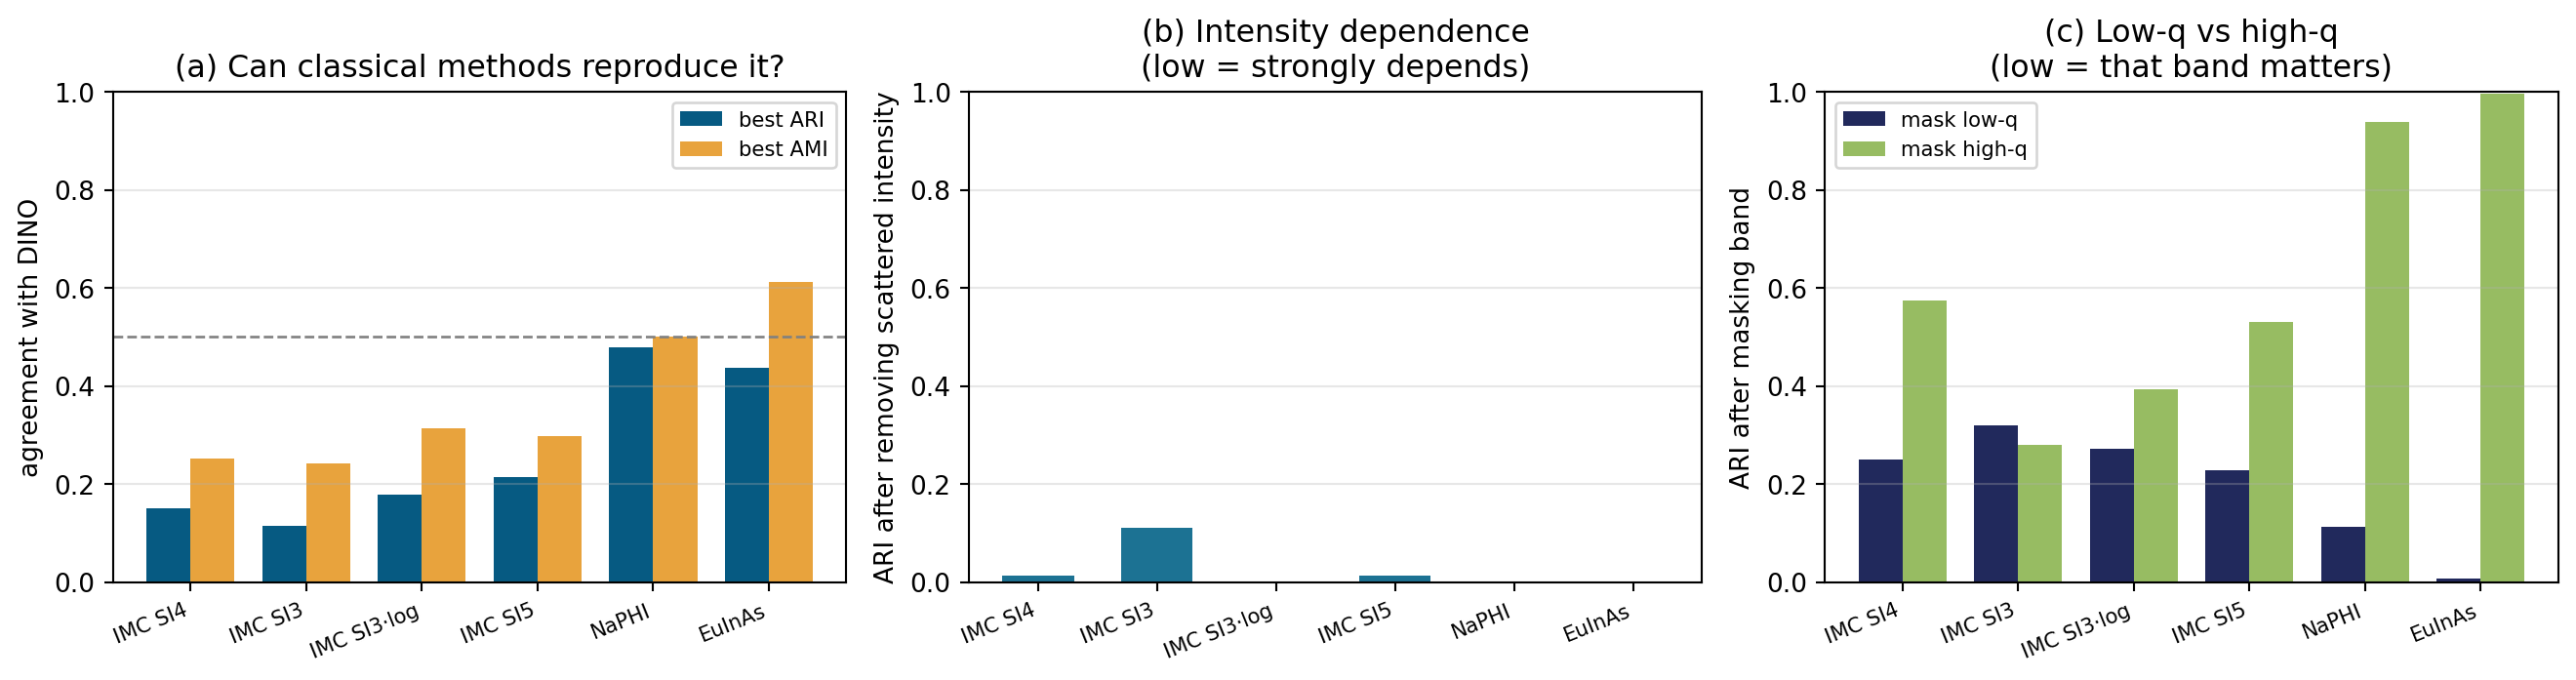 (a) Can classical methods reproduce it?
agreement with DINO
1.0
0.8
0.6
0.4
0.2
0.0
best ARI
best AMI
IMC SI4
IMC SI3
IMC SI3·log
IMC SI5
NaPHI
EuInAs
(b) Intensity dependence
(low = strongly depends)
ARI after removing scattered intensity
1.0
0.8
0.6
0.4
0.2
0.0
IMC SI4
IMC SI3
IMC SI3·log
IMC SI5
NaPHI
EuInAs
(c) Low-q vs high-q
(low = that band matters)
ARI after masking band
1.0
0.8
0.6
0.4
0.2
0.0
mask low-q
mask high-q
IMC SI4
IMC SI3
IMC SI3·log
IMC SI5
NaPHI
EuInAs